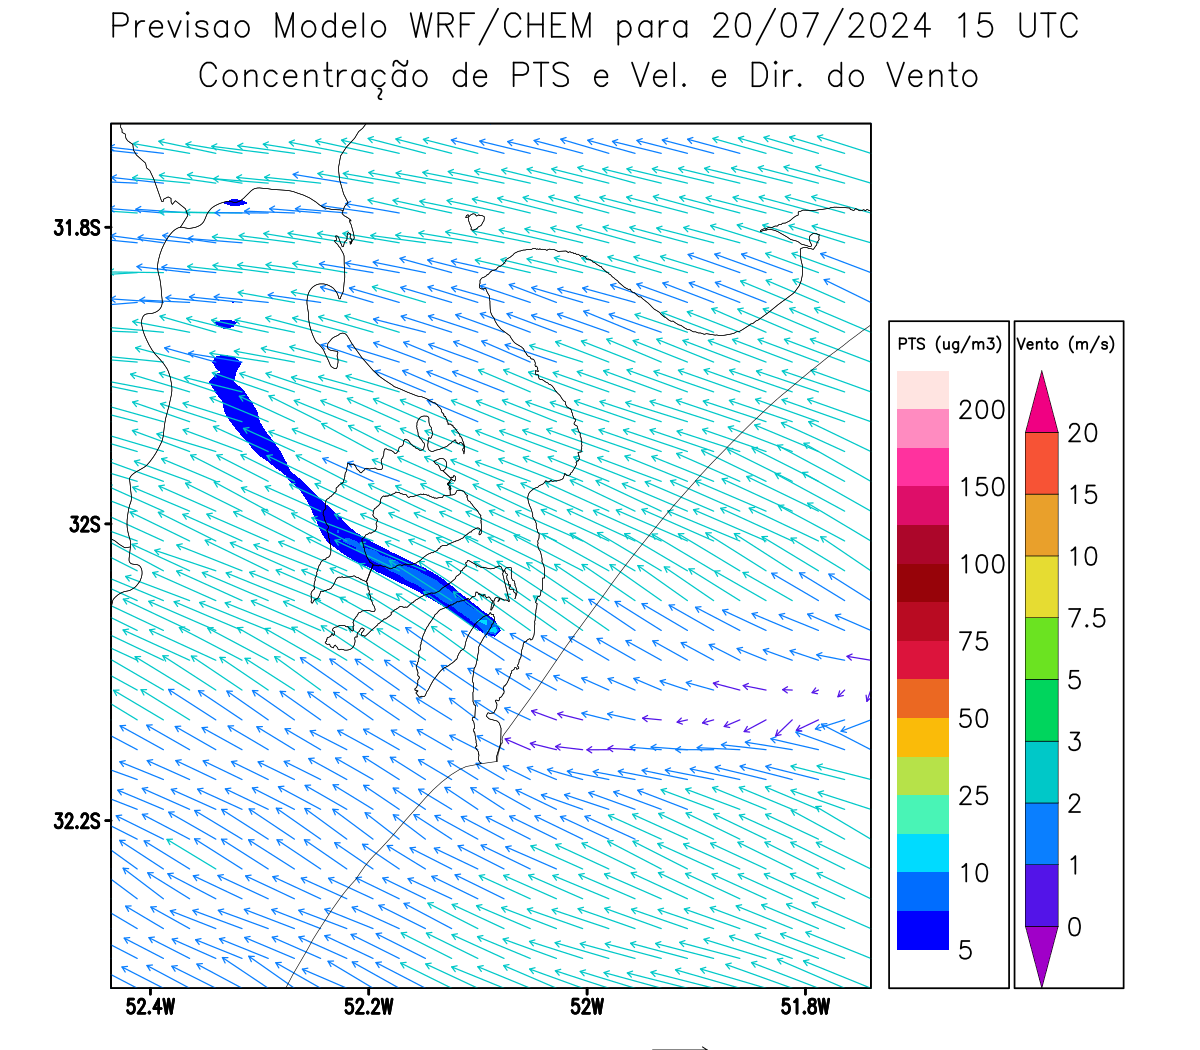 Previsao Modelo WRF/CHEM para 20/07/2024 15 UTC
Concentração de PTS e Vel. e Dir. do Vento
31.8S
32S
32.2S
52.4W
52.2W
52W
51.8W
PTS (ug/m3)
200
150
100
75
50
25
10
5
Vento (m/s)
20
15
10
7.5
5
3
2
1
0